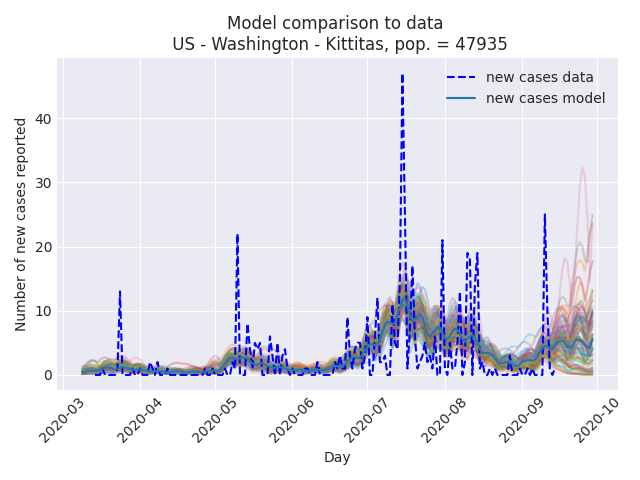 Model comparison to data
US - Washington - Kittitas, pop. = 47935
new cases data
new cases model
Number of new cases reported
40
30
20
10
0
2020-03
2020-04
2020-05
2020-06
2020-07
2020-08
2020-09
2020-10
Day